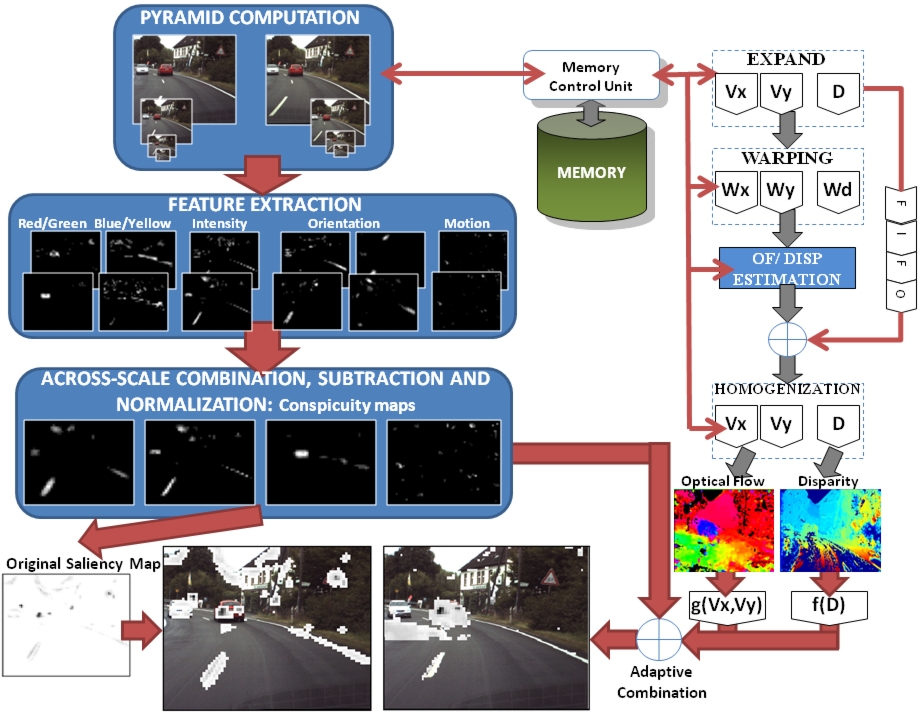 PYRAMID COMPUTATION
Memory
Control Unit
MEMORY
EXPAND
Vx Vy D
WARPING
Wx Wy Wd
F
I
F
O
OF/ DISP
ESTIMATION
HOMOGENIZATION
Vx Vy D
Optical Flow Disparity
g(Vx,Vy) f(D)
FEATURE EXTRACTION
Red/Green Blue/Yellow Intensity Orientation Motion
ACROSS-SCALE COMBINATION, SUBTRACTION AND
NORMALIZATION: Conspicuity maps
Original Saliency Map
Adaptive
Combination